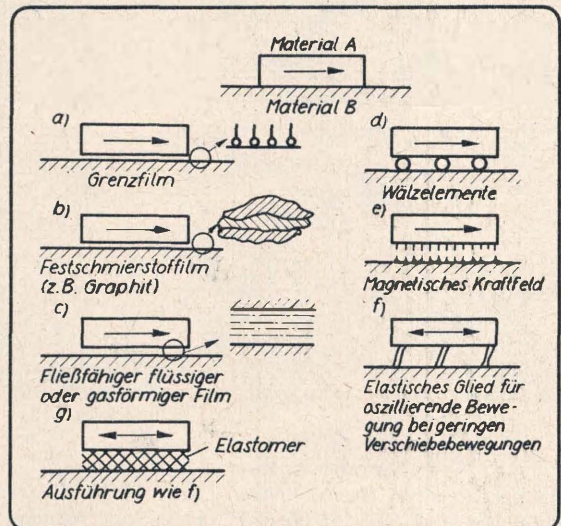 Material A
Material B
a)
Grenzfilm
b)
Festschmierstoffilm
(z.B. Graphit)
c)
Fließfähiger flüssiger
oder gasförmiger Film
g)
Elastomer
Ausführung wie f)
d)
Wälzelemente
e)
Magnetisches Kraftfeld
f)
Elastisches Glied für
oszillierende Bewe-
gung bei geringen
Verschiebebewegungen